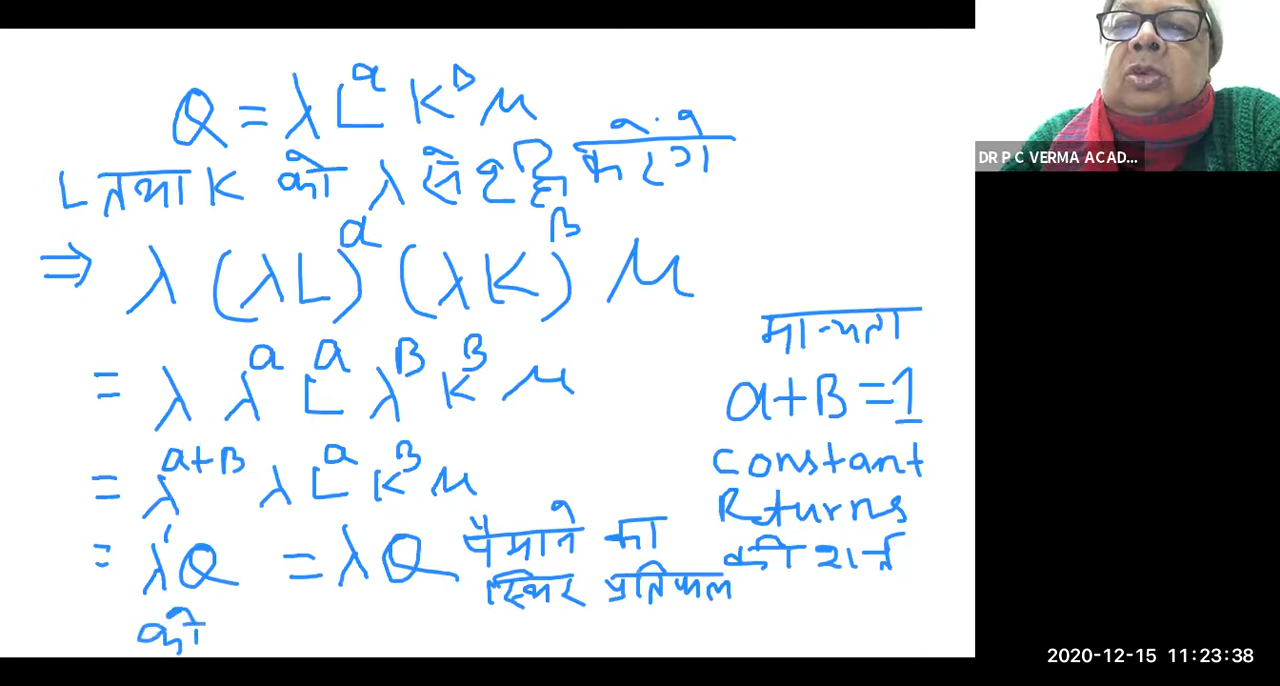 Q = λ L^a K^b μ
L तथा K को λ से वृद्धि करेंगे
⇒ λ (λL)^a (λK)^B μ
= λ λ^a L^a λ^B K^B μ
= λ^a+B λ L^a K^B μ
= λ'Q = λQ पैमाने का
स्थिर प्रतिफल
को
मान्यता
a+B=1
Constant
Returns
की शर्त
DR P C VERMA ACAD...
2020-12-15 11:23:38